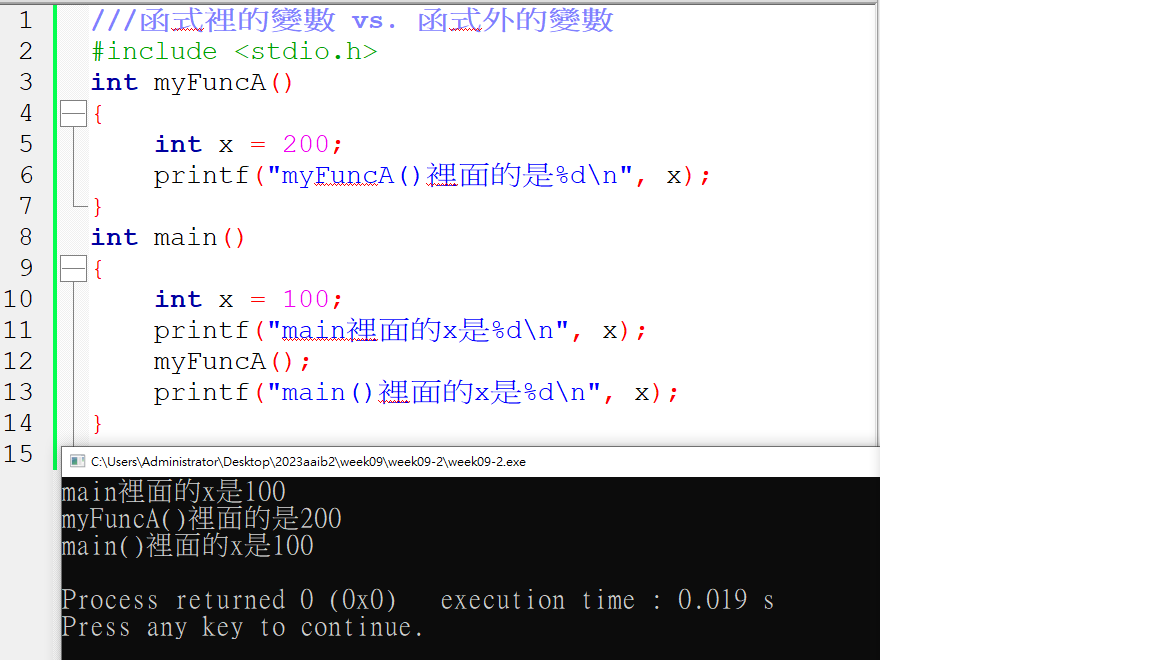 1 ///函式裡的變數 vs. 函式外的變數
2 #include <stdio.h>
3 int myFuncA()
4 {
5 int x = 200;
6 printf("myFuncA()裡面的是%d\n", x);
7 }
8 int main()
9 {
10 int x = 100;
11 printf("main裡面的x是%d\n", x);
12 myFuncA();
13 printf("main()裡面的x是%d\n", x);
14 }
15
C:\Users\Administrator\Desktop\2023aaib2\week09\week09-2\week09-2.exe
main裡面的x是100
myFuncA()裡面的是200
main()裡面的x是100
Process returned 0 (0x0) execution time : 0.019 s
Press any key to continue.